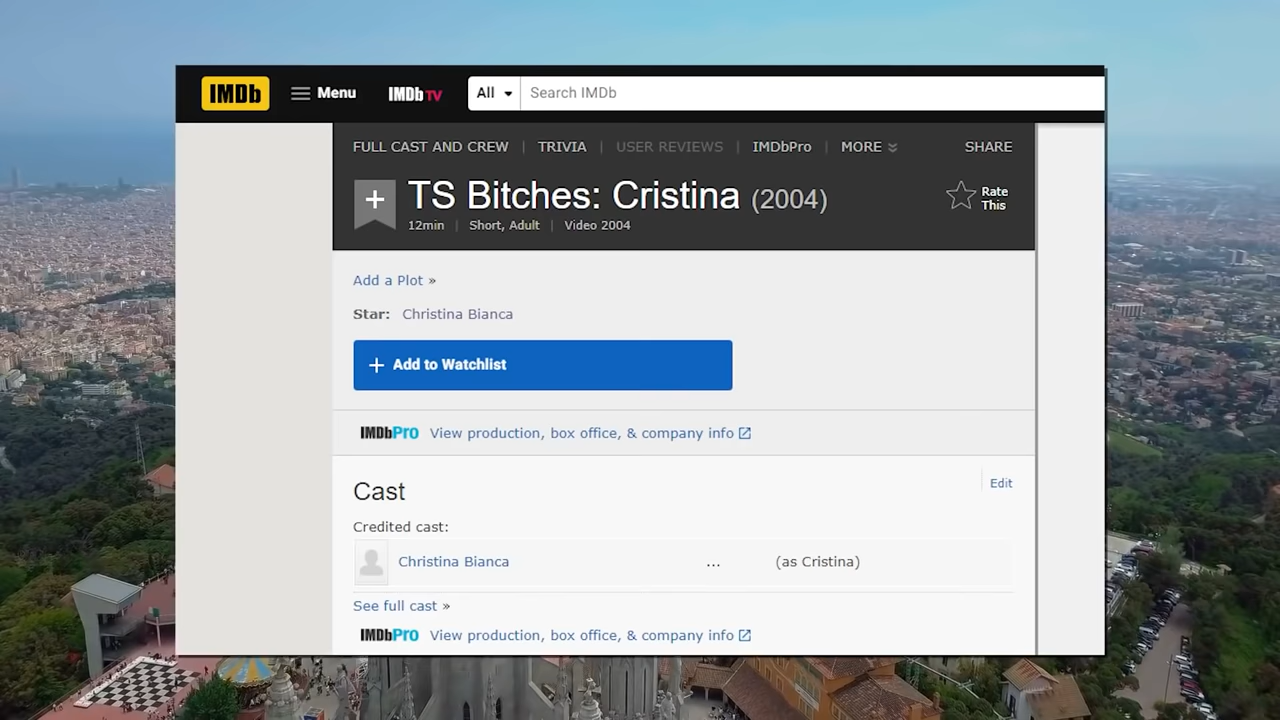 IMDb Menu IMDb TV All Search IMDb
FULL CAST AND CREW | TRIVIA | USER REVIEWS | IMDbPro | MORE SHARE
+ TS Bitches: Cristina (2004) Rate This
12min | Short, Adult | Video 2004
Add a Plot »
Star: Christina Bianca
+ Add to Watchlist
IMDbPro View production, box office, & company info
Cast Edit
Credited cast:
Christina Bianca ... (as Cristina)
See full cast »
IMDbPro View production, box office, & company info